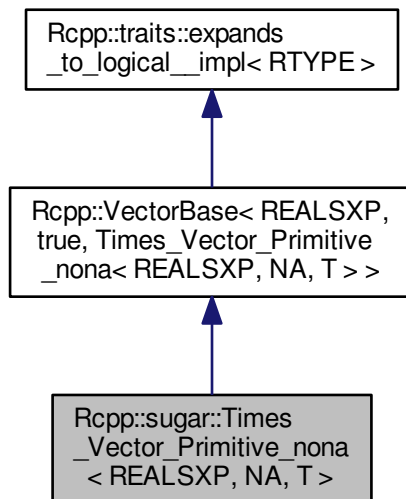 Rcpp::traits::expands
_to_logical__impl< RTYPE >
Rcpp::VectorBase< REALSXP,
true, Times_Vector_Primitive
_nona< REALSXP, NA, T > >
Rcpp::sugar::Times
_Vector_Primitive_nona
< REALSXP, NA, T >